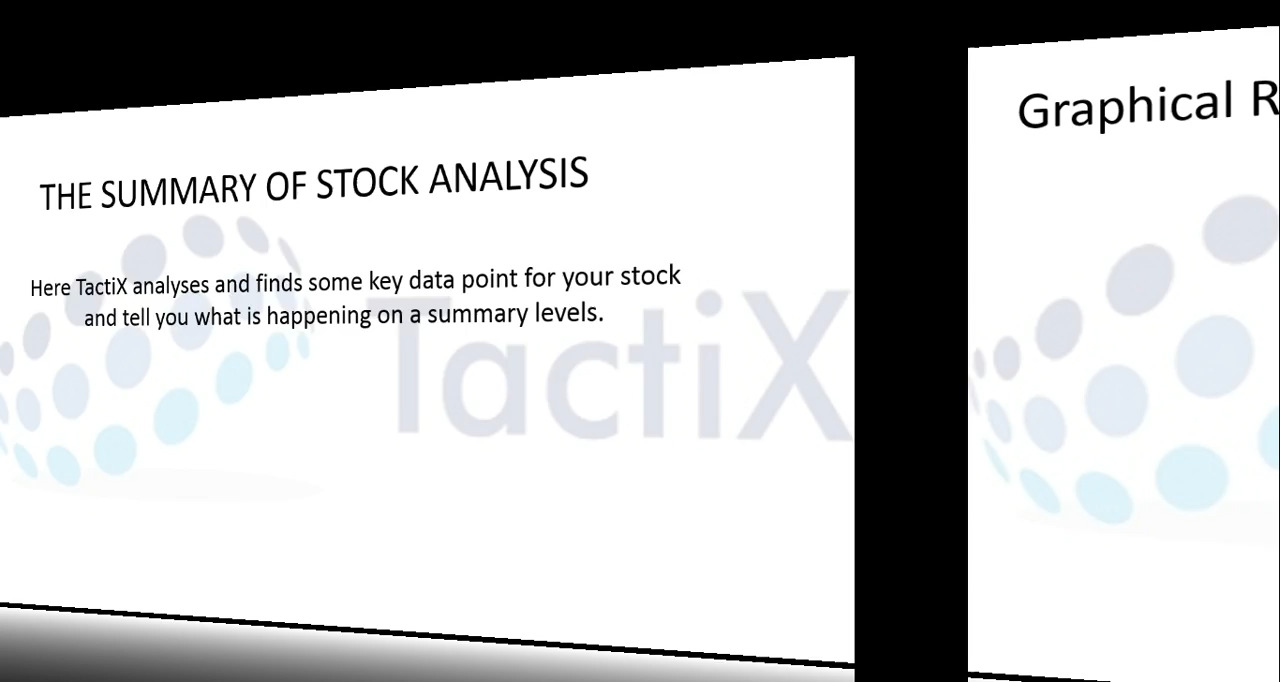 THE SUMMARY OF STOCK ANALYSIS
Here TactiX analyses and finds some key data point for your stock
and tell you what is happening on a summary levels.
TactiX
Graphical R